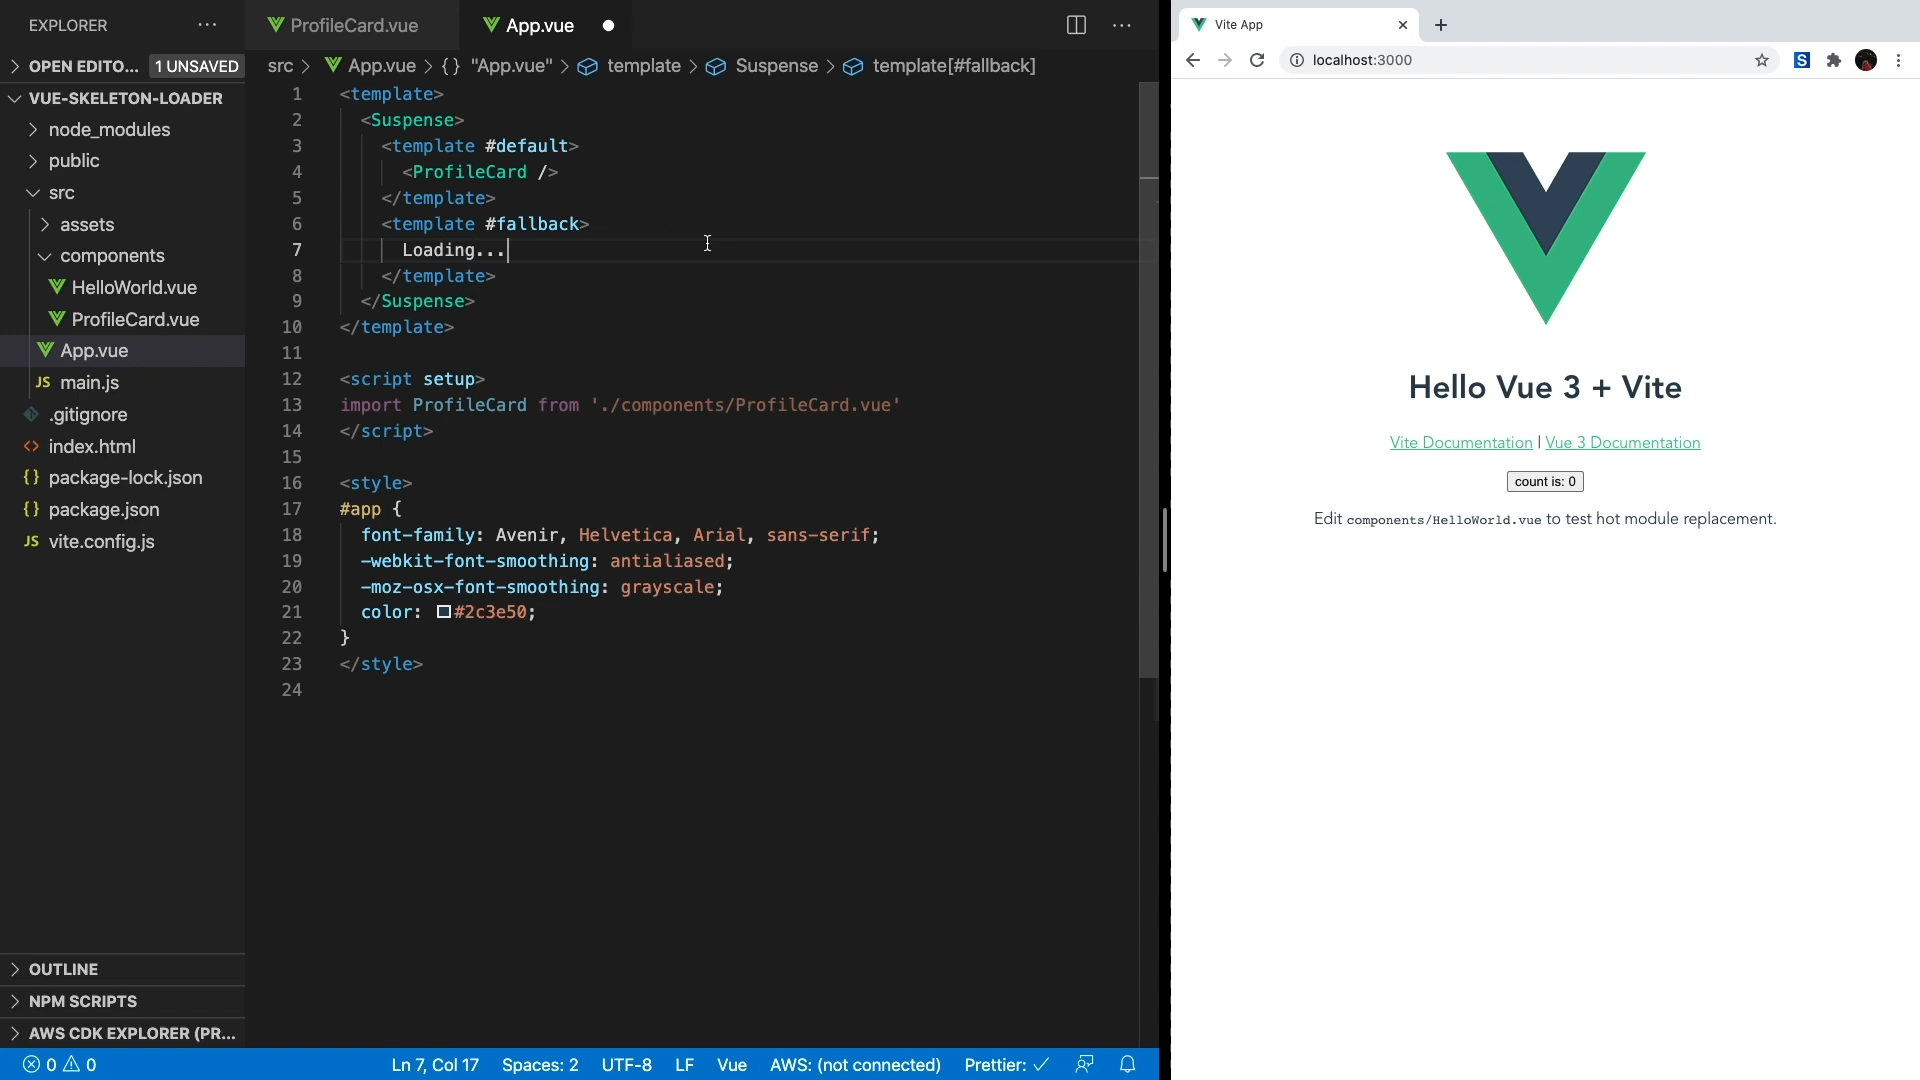 EXPLORER
OPEN EDITO... 1 UNSAVED
VUE-SKELETON-LOADER
node_modules
public
src
assets
components
HelloWorld.vue
ProfileCard.vue
App.vue
JS main.js
.gitignore
<> index.html
{} package-lock.json
{} package.json
JS vite.config.js
OUTLINE
NPM SCRIPTS
AWS CDK EXPLORER (PR...
ProfileCard.vue App.vue
src > App.vue > {} "App.vue" > template > Suspense > template[#fallback]
1 <template>
2 <Suspense>
3 <template #default>
4 <ProfileCard />
5 </template>
6 <template #fallback>
7 Loading...
8 </template>
9 </Suspense>
10 </template>
11
12 <script setup>
13 import ProfileCard from './components/ProfileCard.vue'
14 </script>
15
16 <style>
17 #app {
18 font-family: Avenir, Helvetica, Arial, sans-serif;
19 -webkit-font-smoothing: antialiased;
20 -moz-osx-font-smoothing: grayscale;
21 color: #2c3e50;
22 }
23 </style>
24
0 0 Ln 7, Col 17 Spaces: 2 UTF-8 LF Vue AWS: (not connected) Prettier: ✓
Vite App
localhost:3000
S
Hello Vue 3 + Vite
Vite Documentation | Vue 3 Documentation
count is: 0
Edit components/HelloWorld.vue to test hot module replacement.